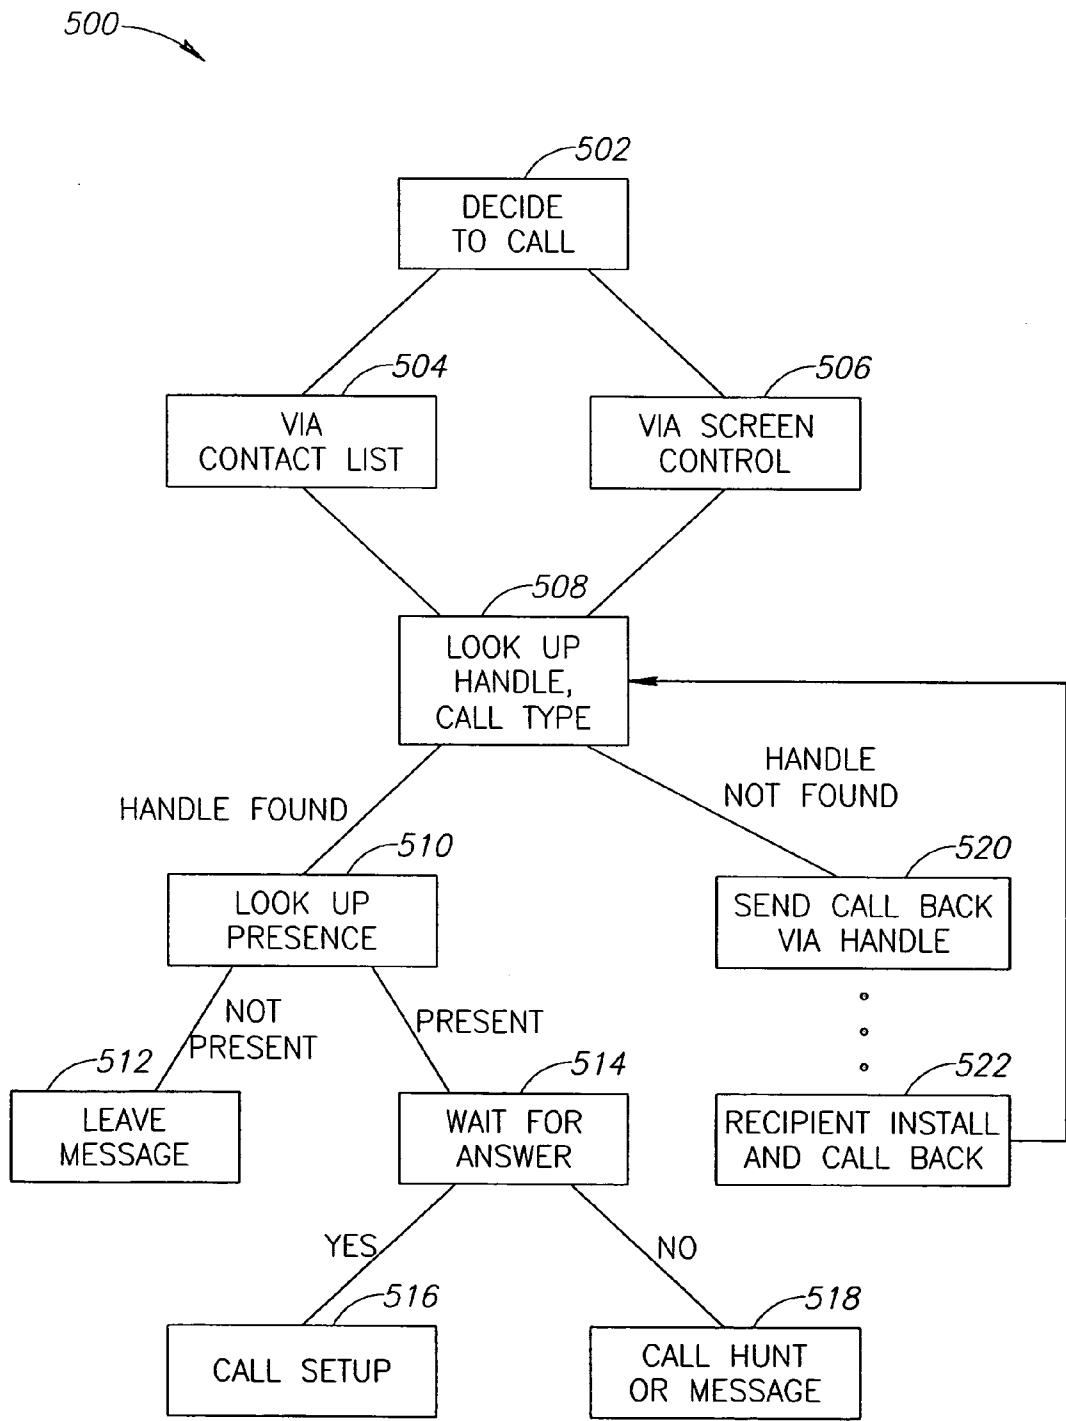 500
502
DECIDE
TO CALL
504
506
VIA
CONTACT LIST
VIA SCREEN
CONTROL
508
LOOK UP
HANDLE,
CALL TYPE
HANDLE FOUND
HANDLE
NOT FOUND
510
520
LOOK UP
PRESENCE
SEND CALL BACK
VIA HANDLE
NOT
PRESENT
PRESENT
512
514
522
LEAVE
MESSAGE
WAIT FOR
ANSWER
RECIPIENT INSTALL
AND CALL BACK
YES
NO
516
518
CALL SETUP
CALL HUNT
OR MESSAGE